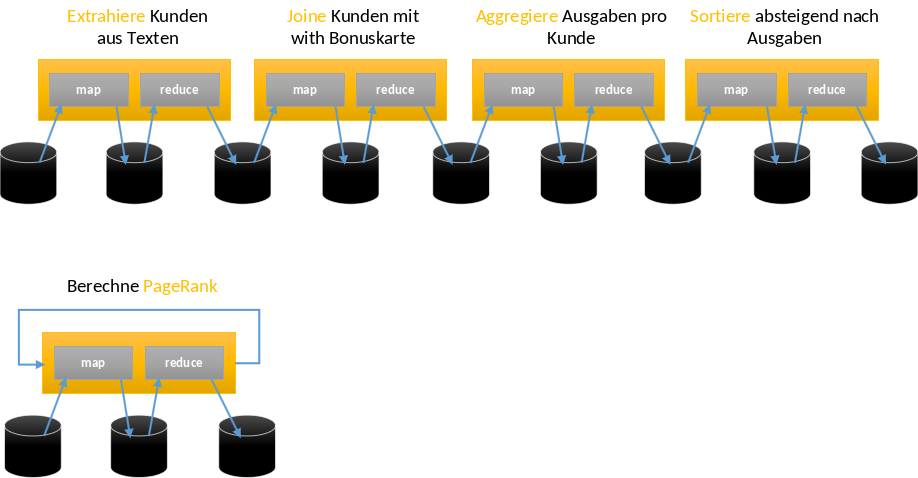 Extrahiere Kunden
aus Texten
map
reduce
Joine Kunden mit
with Bonuskarte
map
reduce
Aggregiere Ausgaben pro
Kunde
map
reduce
Sortiere absteigend nach
Ausgaben
map
reduce
Berechne PageRank
map
reduce